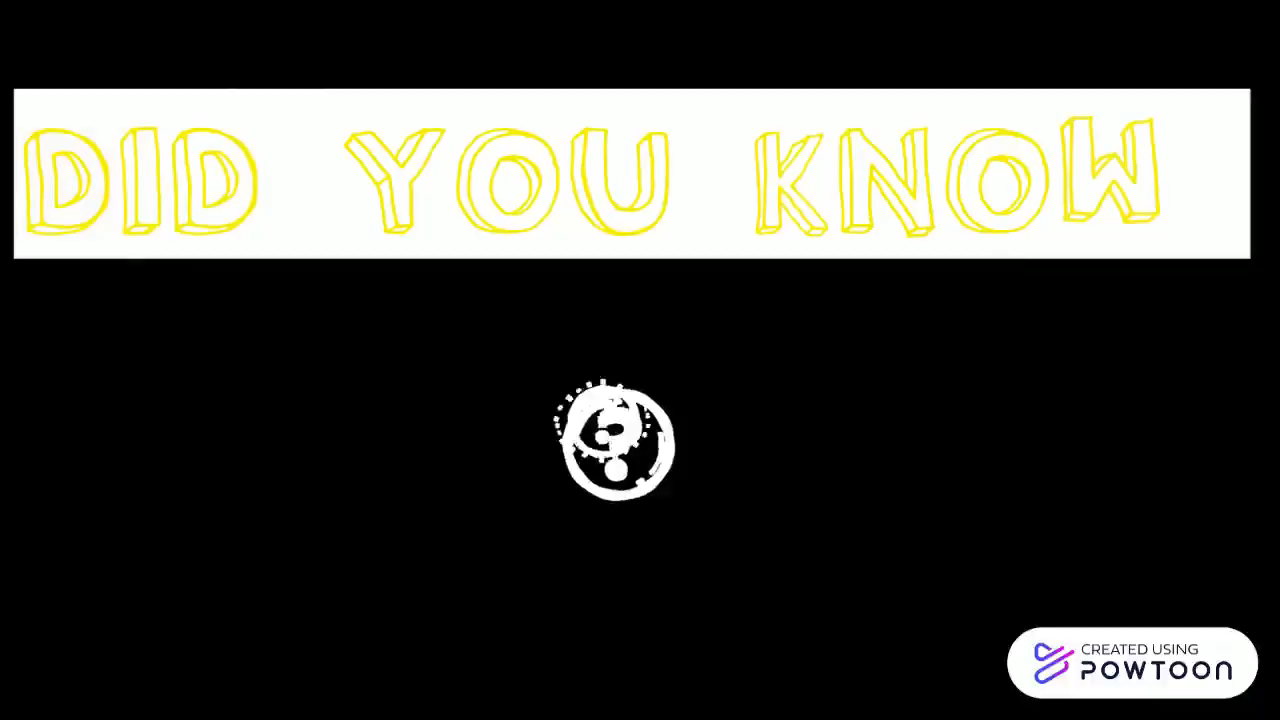 DID YOU KNOW
?
CREATED USING
POWTOON